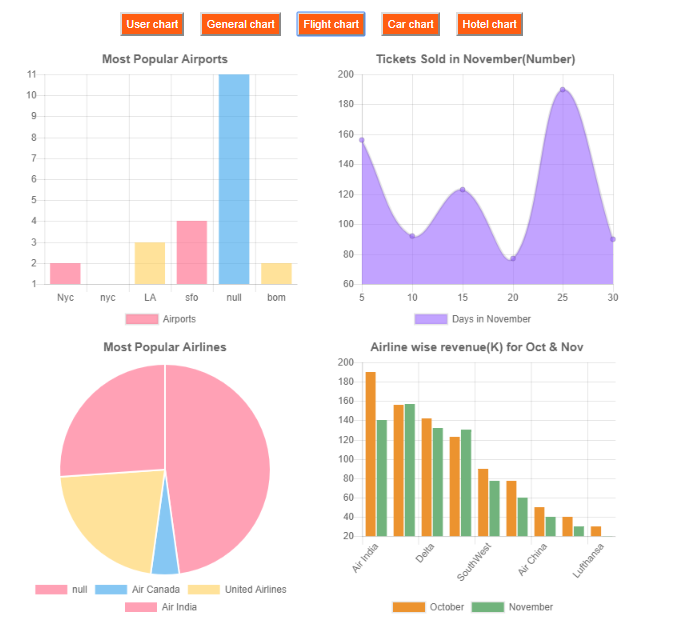 User chart General chart Flight chart Car chart Hotel chart
Most Popular Airports
11
10
9
8
7
6
5
4
3
2
1
Nyc nyc LA sfo null bom
Airports
Tickets Sold in November(Number)
200
180
160
140
120
100
80
60
5 10 15 20 25 30
Days in November
Most Popular Airlines
null Air Canada United Airlines
Air India
Airline wise revenue(K) for Oct & Nov
200
180
160
140
120
100
80
60
40
20
Air India Delta SouthWest Air China Lufthansa
October November